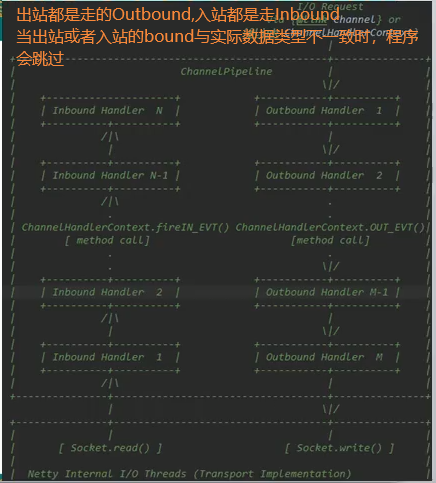 出站都是走的Outbound,入站都是走Inbound
I/O Request
当出站或者入站的bound与实际数据类型不一致时，程序
会跳过
ChannelPipeline
Inbound Handler N | Outbound Handler 1
Inbound Handler N-1 | Outbound Handler 2
ChannelHandlerContext.fireIN_EVT() ChannelHandlerContext.OUT_EVT()
[ method call] [method call]
Inbound Handler 2 | Outbound Handler M-1
Inbound Handler 1 | Outbound Handler M
[ Socket.read() ] [ Socket.write() ]
Netty Internal I/O Threads (Transport Implementation)